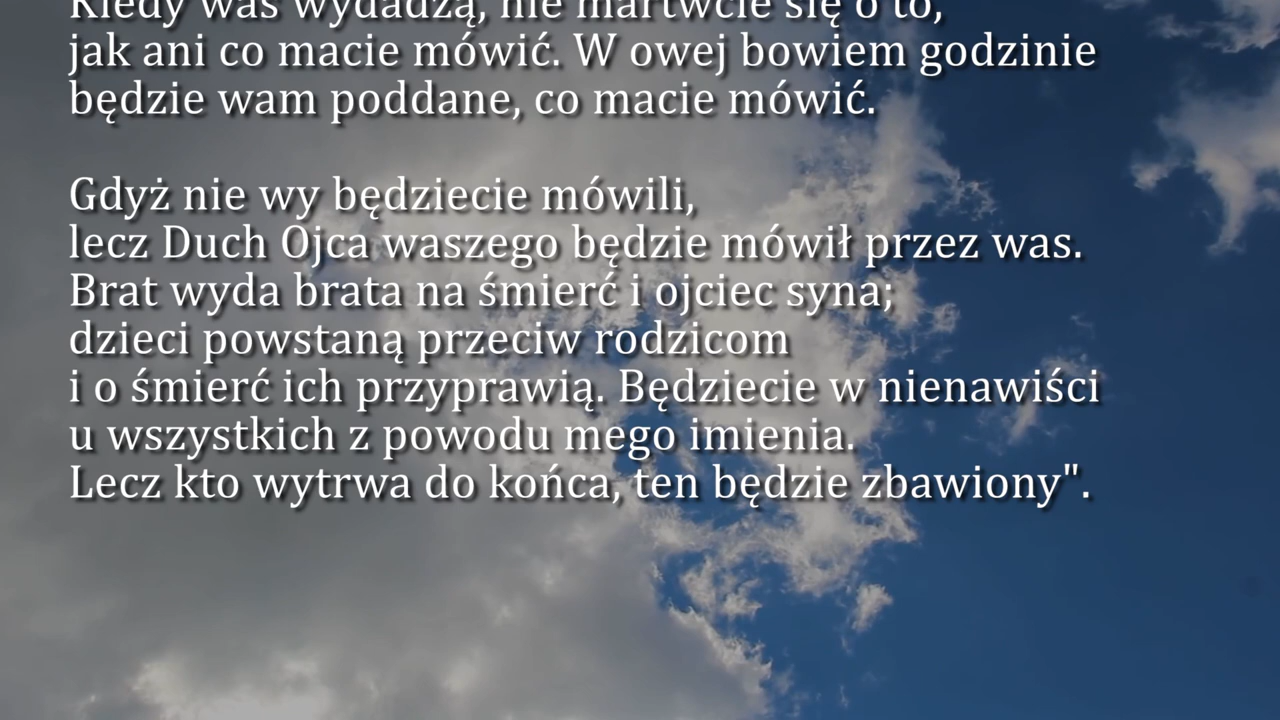 Kiedy was wydadzą, nie martwcie się o to,
jak ani co macie mówić. W owej bowiem godzinie
będzie wam poddane, co macie mówić.
Gdyż nie wy będziecie mówili,
lecz Duch Ojca waszego będzie mówił przez was.
Brat wyda brata na śmierć i ojciec syna;
dzieci powstaną przeciw rodzicom
i o śmierć ich przyprawią. Będziecie w nienawiści
u wszystkich z powodu mego imienia.
Lecz kto wytrwa do końca, ten będzie zbawiony".